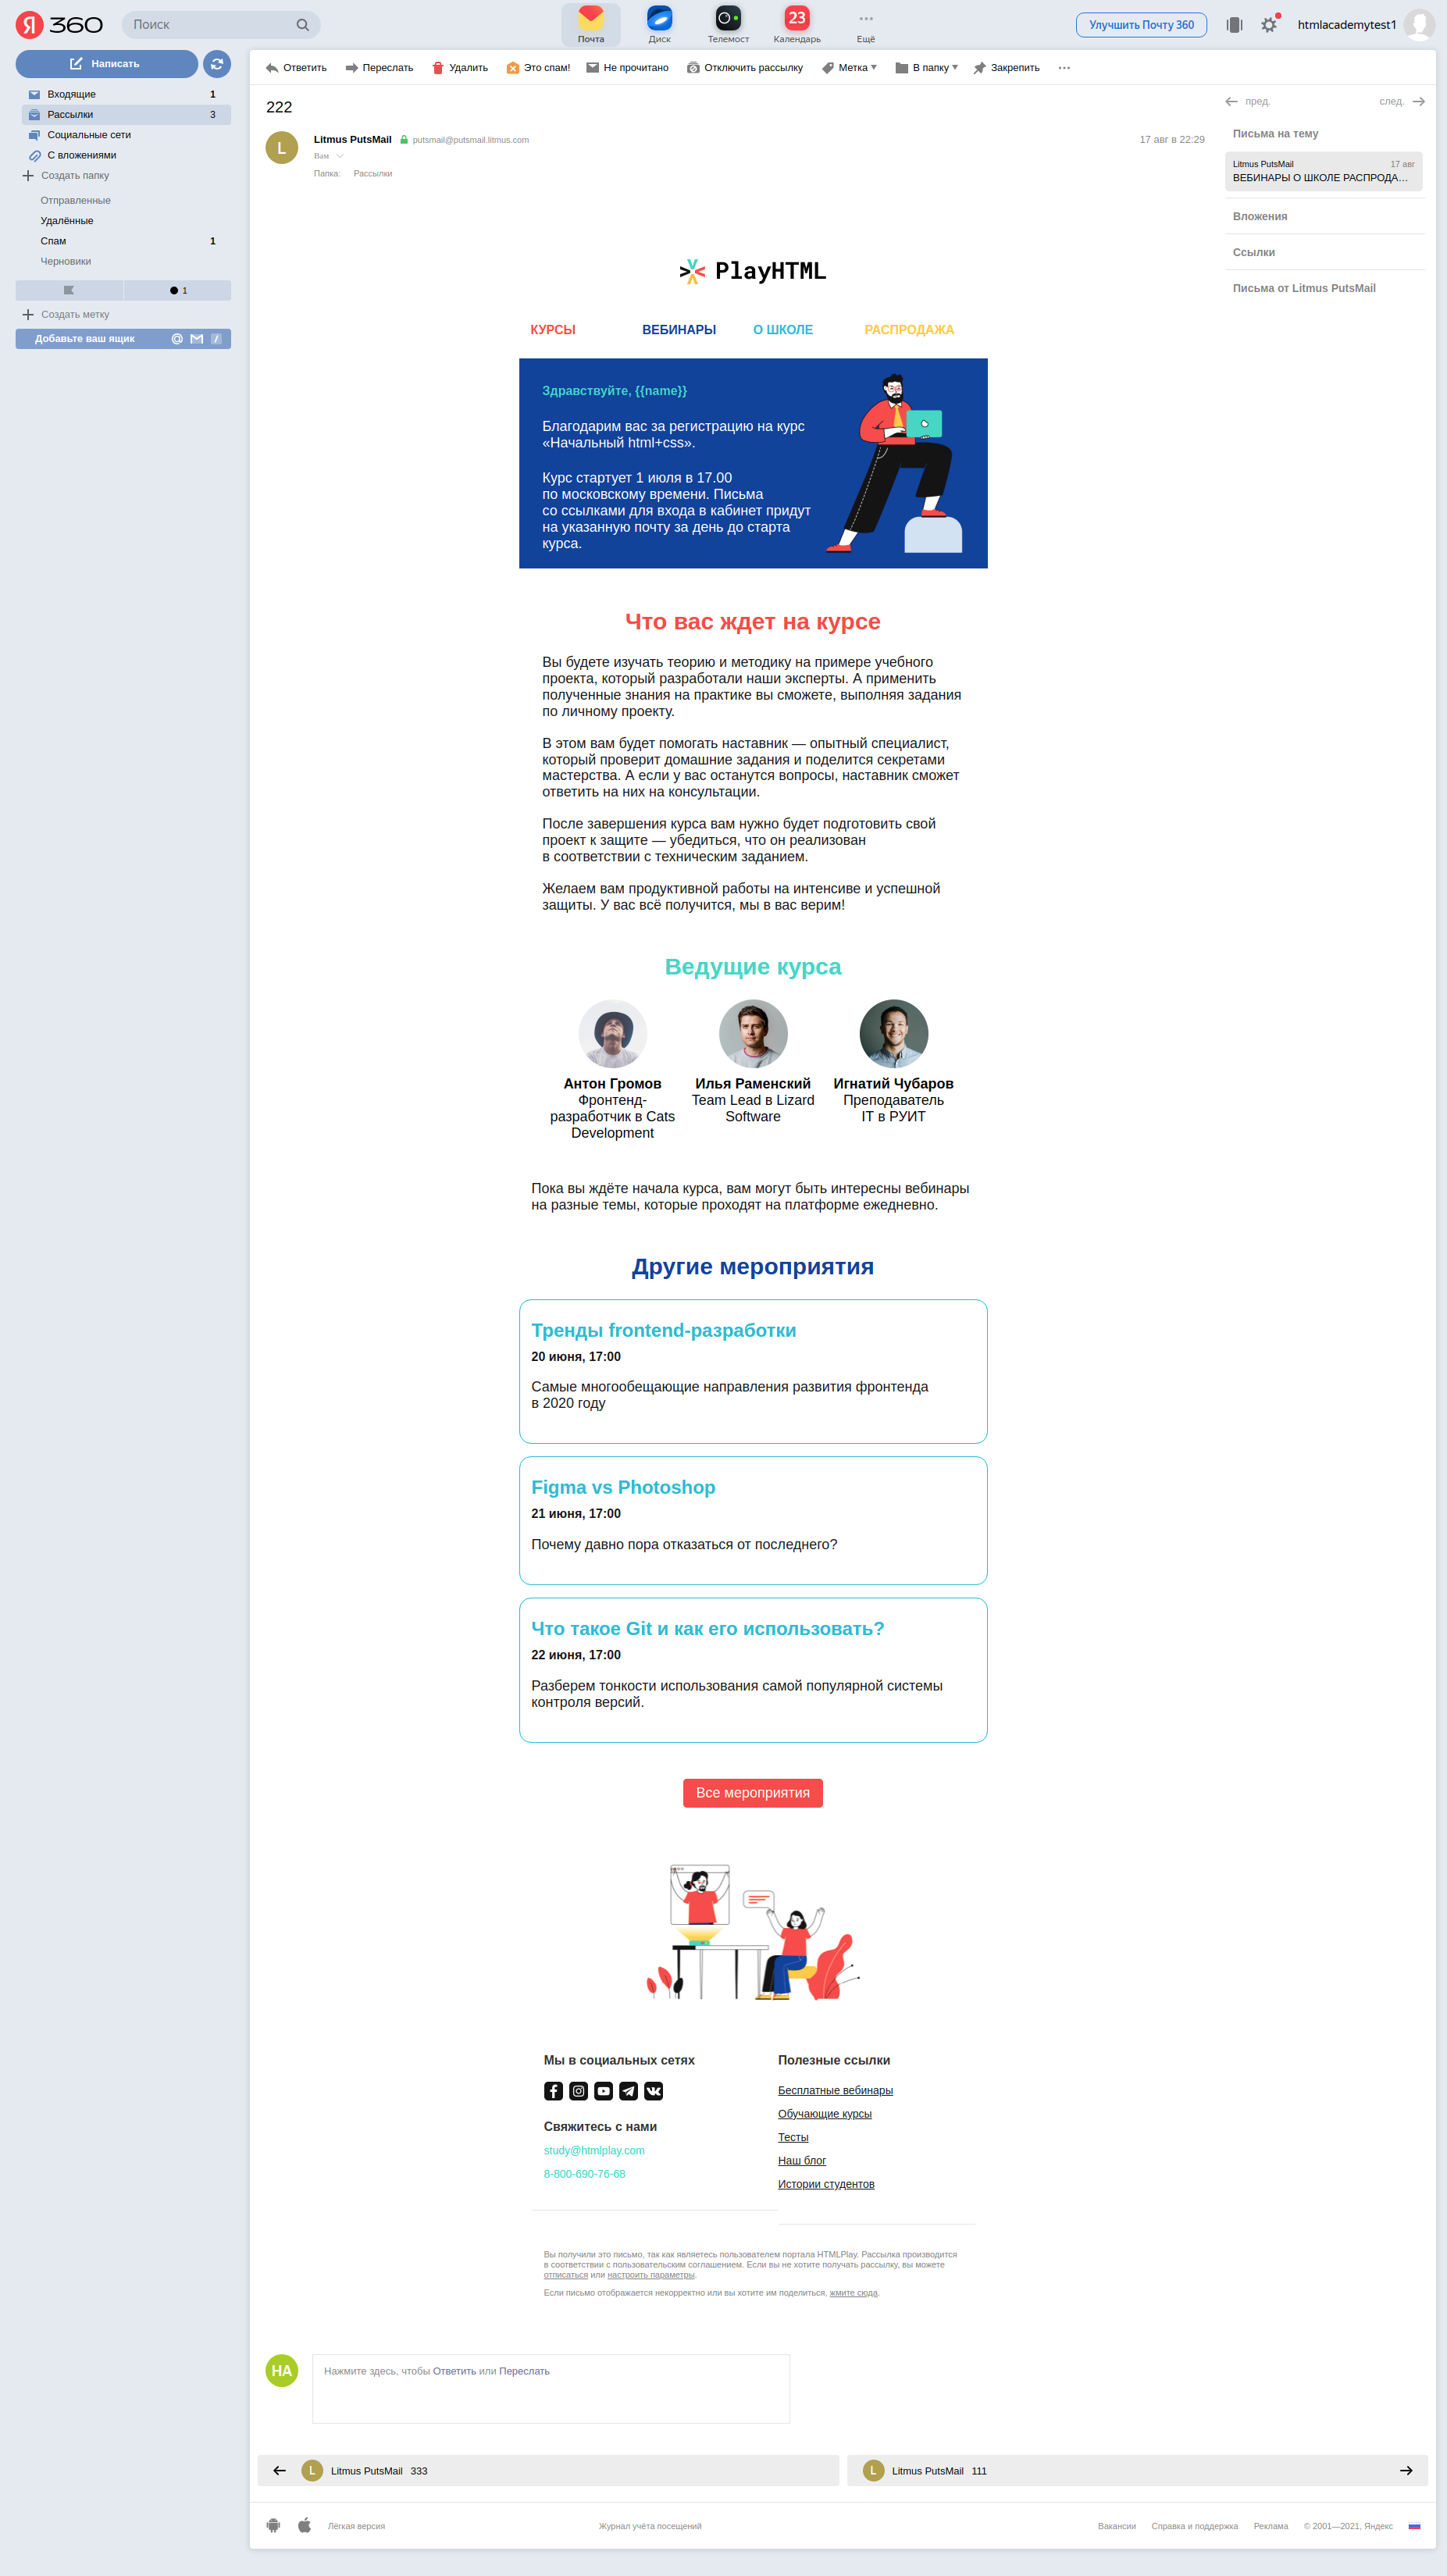 Я 360
Поиск
Почта
Диск
Телемост
23
Календарь
Ещё
Улучшить Почту 360
htmlacademytest1
Написать
Входящие 1
Рассылки 3
Социальные сети
С вложениями
Создать папку
Отправленные
Удалённые
Спам 1
Черновики
1
Создать метку
Добавьте ваш ящик
Ответить
Переслать
Удалить
Это спам!
Не прочитано
Отключить рассылку
Метка
В папку
Закрепить
222
L
Litmus PutsMail putsmail@putsmail.litmus.com 17 авг в 22:29
Вам
Папка: Рассылки
пред. след.
Письма на тему
Litmus PutsMail 17 авг
ВЕБИНАРЫ О ШКОЛЕ РАСПРОДА…
Вложения
Ссылки
Письма от Litmus PutsMail
PlayHTML
КУРСЫ ВЕБИНАРЫ О ШКОЛЕ РАСПРОДАЖА
Здравствуйте, {{name}}
Благодарим вас за регистрацию на курс
«Начальный html+css».
Курс стартует 1 июля в 17.00
по московскому времени. Письма
со ссылками для входа в кабинет придут
на указанную почту за день до старта
курса.
Что вас ждет на курсе
Вы будете изучать теорию и методику на примере учебного
проекта, который разработали наши эксперты. А применить
полученные знания на практике вы сможете, выполняя задания
по личному проекту.
В этом вам будет помогать наставник — опытный специалист,
который проверит домашние задания и поделится секретами
мастерства. А если у вас останутся вопросы, наставник сможет
ответить на них на консультации.
После завершения курса вам нужно будет подготовить свой
проект к защите — убедиться, что он реализован
в соответствии с техническим заданием.
Желаем вам продуктивной работы на интенсиве и успешной
защиты. У вас всё получится, мы в вас верим!
Ведущие курса
Антон Громов
Фронтенд-
разработчик в Cats
Development
Илья Раменский
Team Lead в Lizard
Software
Игнатий Чубаров
Преподаватель
IT в РУИТ
Пока вы ждёте начала курса, вам могут быть интересны вебинары
на разные темы, которые проходят на платформе ежедневно.
Другие мероприятия
Тренды frontend-разработки
20 июня, 17:00
Самые многообещающие направления развития фронтенда
в 2020 году
Figma vs Photoshop
21 июня, 17:00
Почему давно пора отказаться от последнего?
Что такое Git и как его использовать?
22 июня, 17:00
Разберем тонкости использования самой популярной системы
контроля версий.
Все мероприятия
Мы в социальных сетях
Свяжитесь с нами
study@htmlplay.com
8-800-690-76-68
Полезные ссылки
Бесплатные вебинары
Обучающие курсы
Тесты
Наш блог
Истории студентов
Вы получили это письмо, так как являетесь пользователем портала HTMLPlay. Рассылка производится
в соответствии с пользовательским соглашением. Если вы не хотите получать рассылку, вы можете
отписаться или настроить параметры.
Если письмо отображается некорректно или вы хотите им поделиться, жмите сюда.
HA
Нажмите здесь, чтобы Ответить или Переслать
L Litmus PutsMail 333
L Litmus PutsMail 111
Лёгкая версия
Журнал учёта посещений
Вакансии
Справка и поддержка
Реклама
© 2001—2021, Яндекс